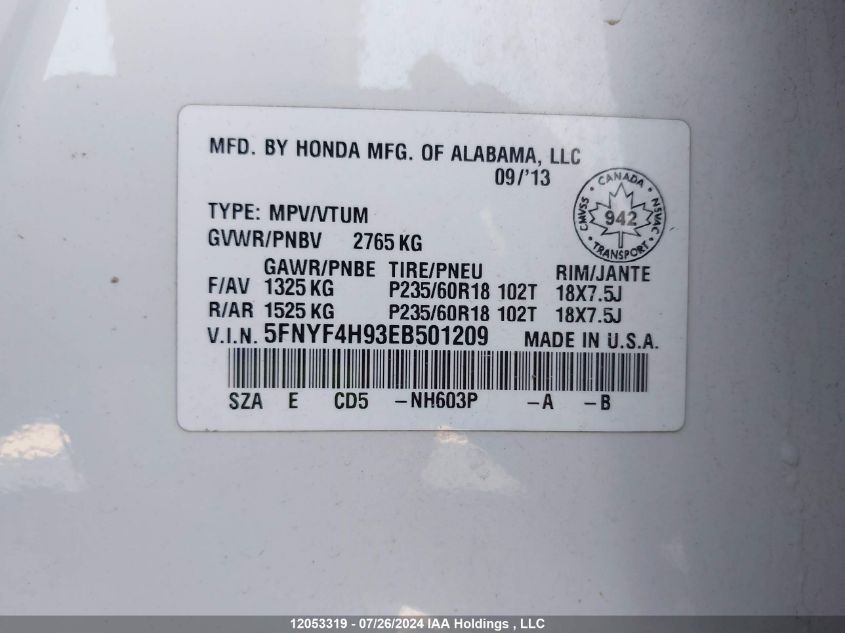 MFD. BY HONDA MFG. OF ALABAMA, LLC
09/'13
CMVSS · CANADA · NSVAC · TRANSPORT ·
942
TYPE: MPV/VTUM
GVWR/PNBV 2765 KG
GAWR/PNBE TIRE/PNEU RIM/JANTE
F/AV 1325 KG P235/60R18 102T 18X7.5J
R/AR 1525 KG P235/60R18 102T 18X7.5J
V.I.N. 5FNYF4H93EB501209 MADE IN U.S.A.
SZA E CD5 –NH603P –A –B
12053319 - 07/26/2024 IAA Holdings , LLC